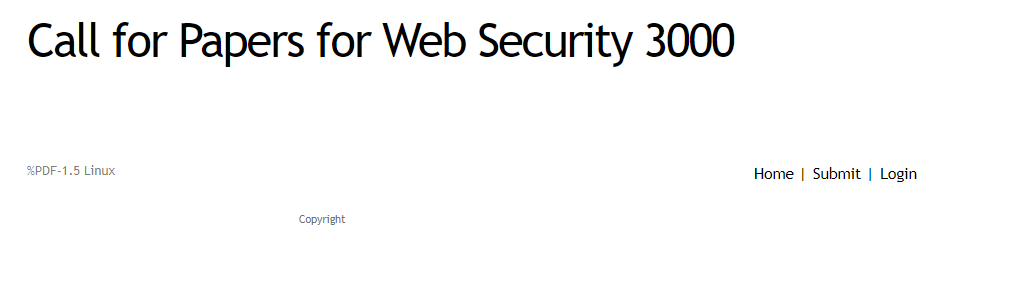 Call for Papers for Web Security 3000
%PDF-1.5 Linux
Home | Submit | Login
Copyright